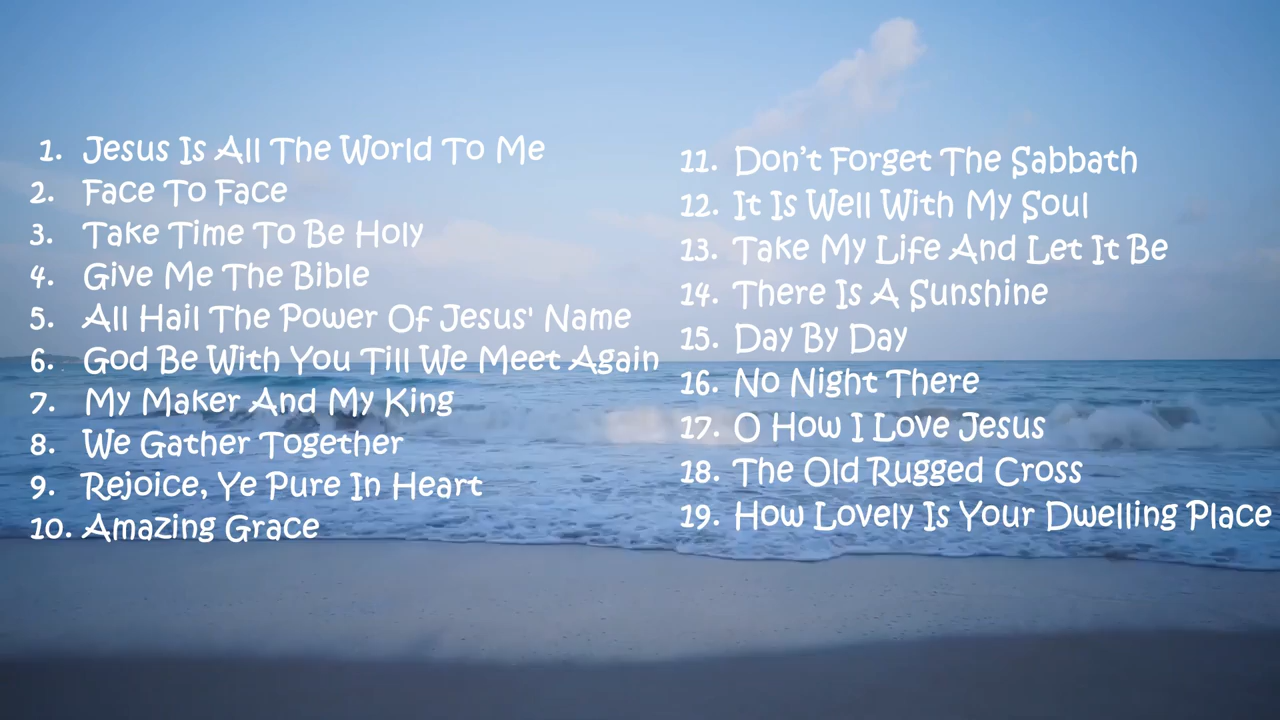 1. Jesus Is All The World To Me
2. Face To Face
3. Take Time To Be Holy
4. Give Me The Bible
5. All Hail The Power Of Jesus' Name
6. God Be With You Till We Meet Again
7. My Maker And My King
8. We Gather Together
9. Rejoice, Ye Pure In Heart
10. Amazing Grace
11. Don’t Forget The Sabbath
12. It Is Well With My Soul
13. Take My Life And Let It Be
14. There Is A Sunshine
15. Day By Day
16. No Night There
17. O How I Love Jesus
18. The Old Rugged Cross
19. How Lovely Is Your Dwelling Place